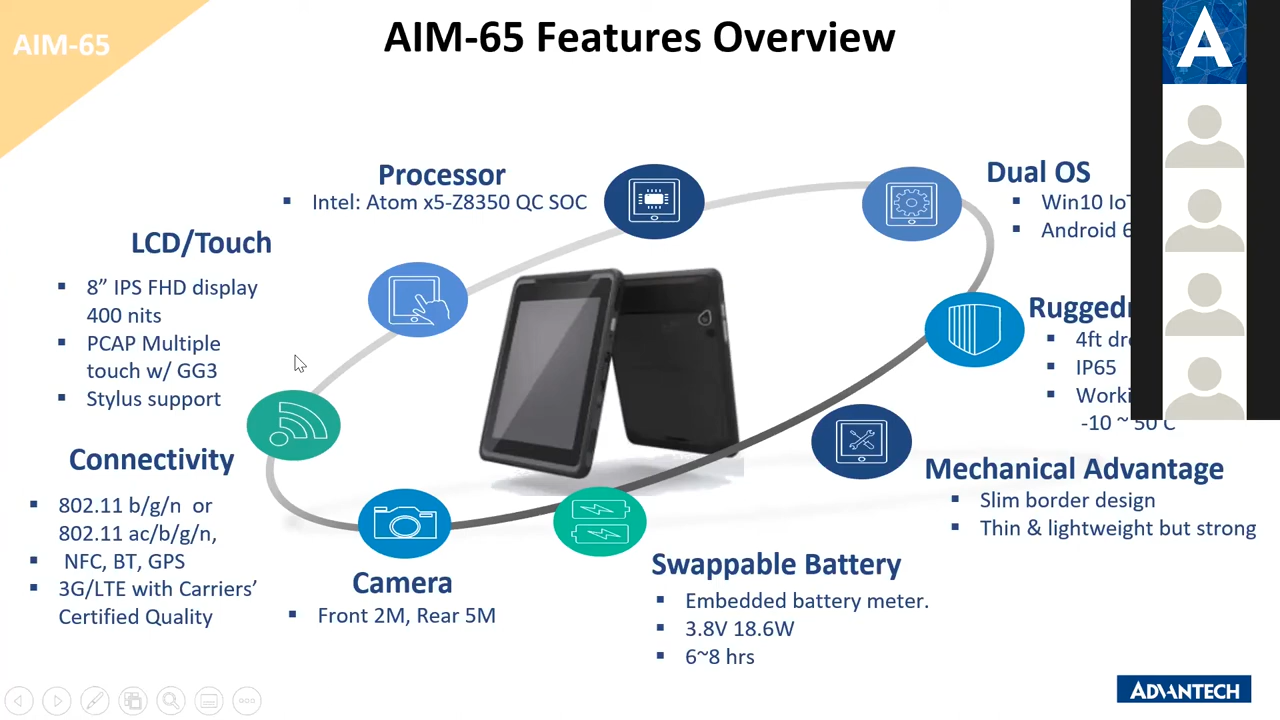 AIM-65
AIM-65 Features Overview
A
Processor
▪ Intel: Atom x5-Z8350 QC SOC
Dual OS
▪ Win10
▪ Android
LCD/Touch
▪ 8” IPS FHD display
400 nits
▪ PCAP Multiple
touch w/ GG3
▪ Stylus support
▪ 4ft
▪ IP65
▪
-10 ~ 50 C
Connectivity
▪ 802.11 b/g/n or
802.11 ac/b/g/n,
▪ NFC, BT, GPS
▪ 3G/LTE with Carriers’
Certified Quality
Mechanical Advantage
▪ Slim border design
▪ Thin & lightweight but strong
Camera
▪ Front 2M, Rear 5M
Swappable Battery
▪ Embedded battery meter.
▪ 3.8V 18.6W
▪ 6~8 hrs
ADVANTECH